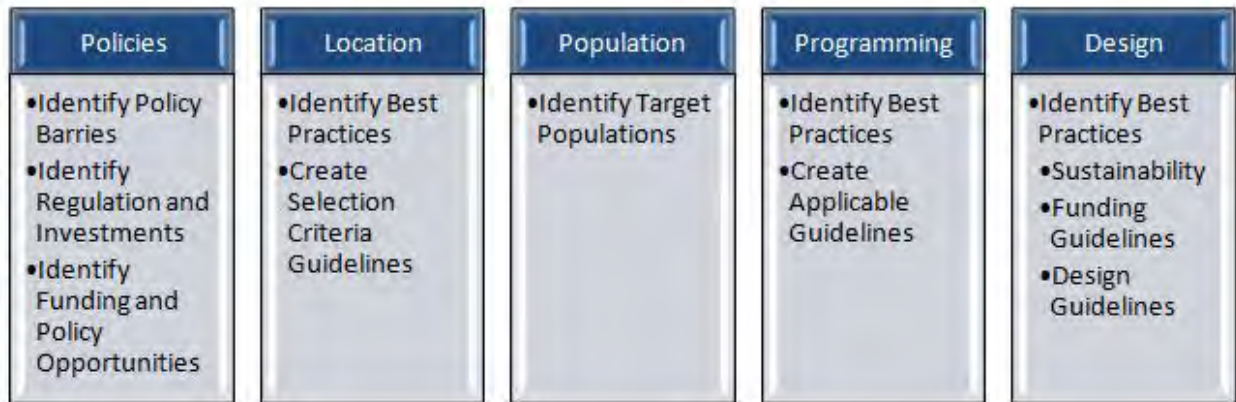 Policies
•Identify Policy
Barries
•Identify
Regulation and
Investments
•Identify
Funding and
Policy
Opportunities
Location
•Identify Best
Practices
•Create
Selection
Criteria
Guidelines
Population
•Identify Target
Populations
Programming
•Identify Best
Practices
•Create
Applicable
Guidelines
Design
•Identify Best
Practices
•Sustainability
•Funding
Guidelines
•Design
Guidelines